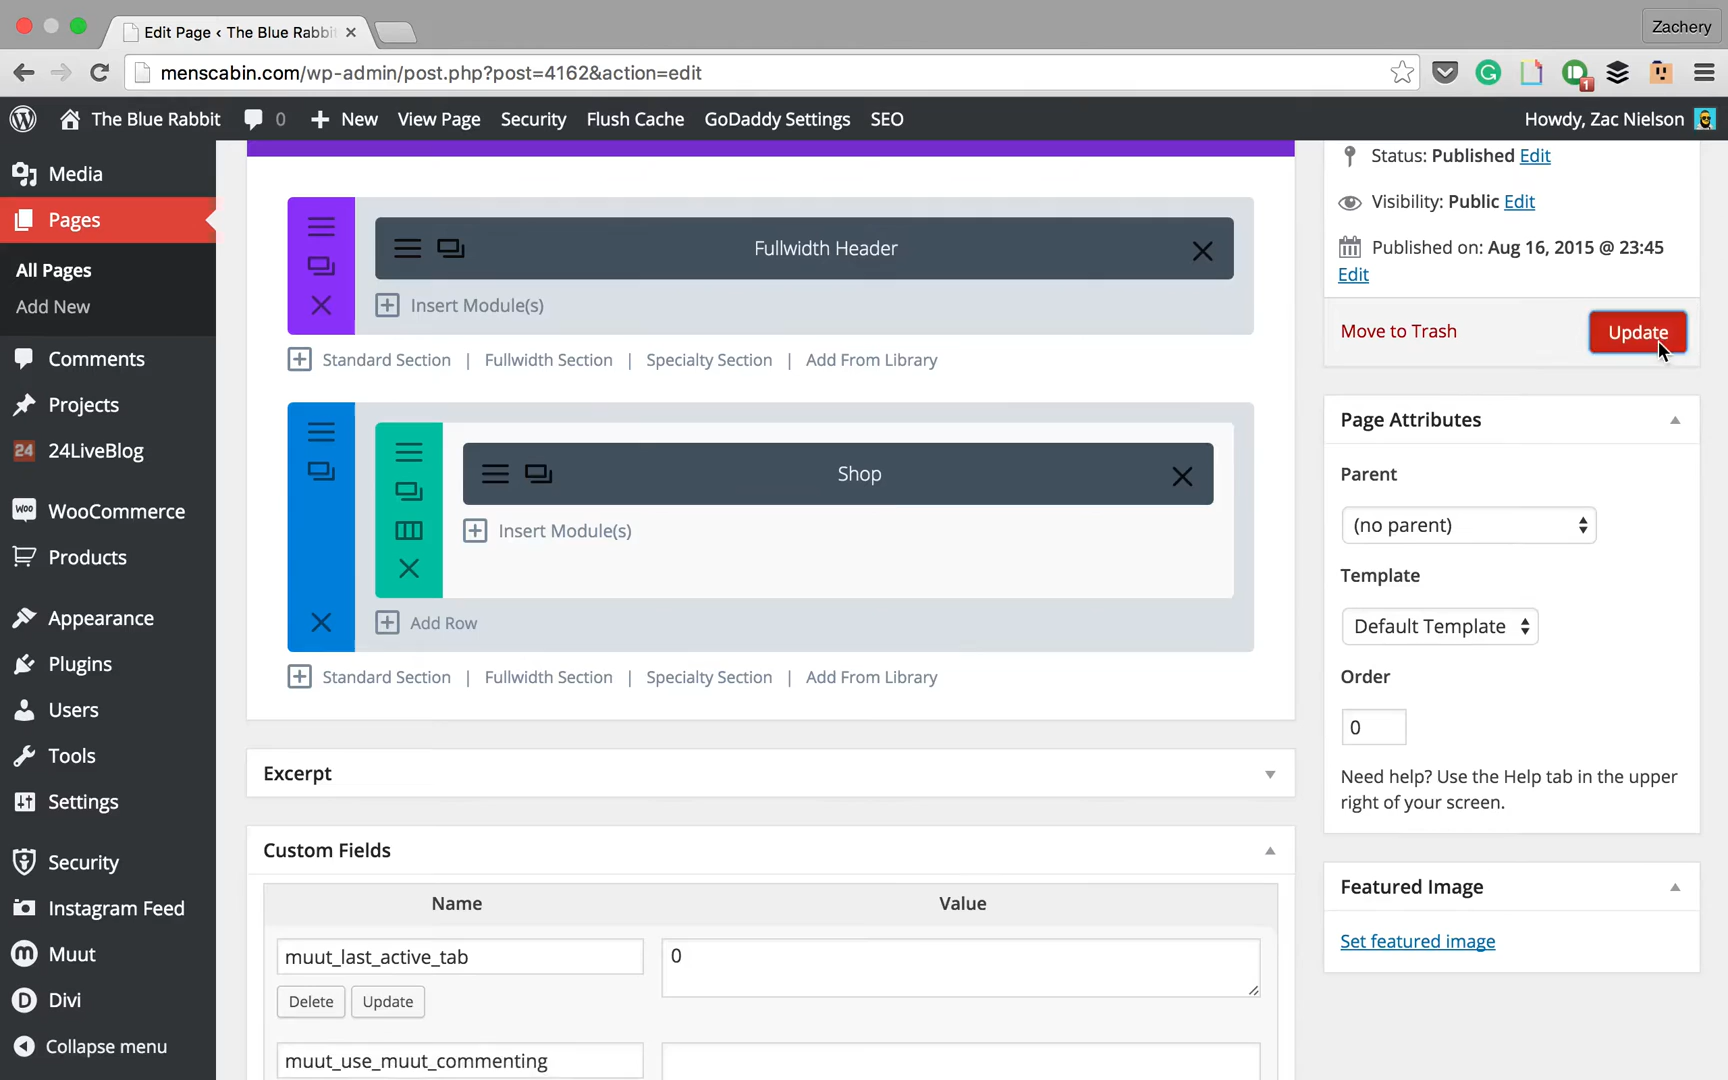 Edit Page ‹ The Blue Rabbi
Zachery
menscabin.com/wp-admin/post.php?post=4162&action=edit
1
The Blue Rabbit
0
New
View Page
Security
Flush Cache
GoDaddy Settings
SEO
Howdy, Zac Nielson
Media
Pages
All Pages
Add New
Comments
Projects
24 24LiveBlog
Woo WooCommerce
Products
Appearance
Plugins
Users
Tools
Settings
Security
Instagram Feed
Muut
Divi
Collapse menu
Fullwidth Header
Insert Module(s)
Standard Section | Fullwidth Section | Specialty Section | Add From Library
Shop
Insert Module(s)
Add Row
Standard Section | Fullwidth Section | Specialty Section | Add From Library
Excerpt
Custom Fields
Name Value
muut_last_active_tab 0
Delete Update
muut_use_muut_commenting
Status: Published Edit
Visibility: Public Edit
Published on: Aug 16, 2015 @ 23:45
Edit
Move to Trash Update
Page Attributes
Parent
(no parent)
Template
Default Template
Order
0
Need help? Use the Help tab in the upper
right of your screen.
Featured Image
Set featured image